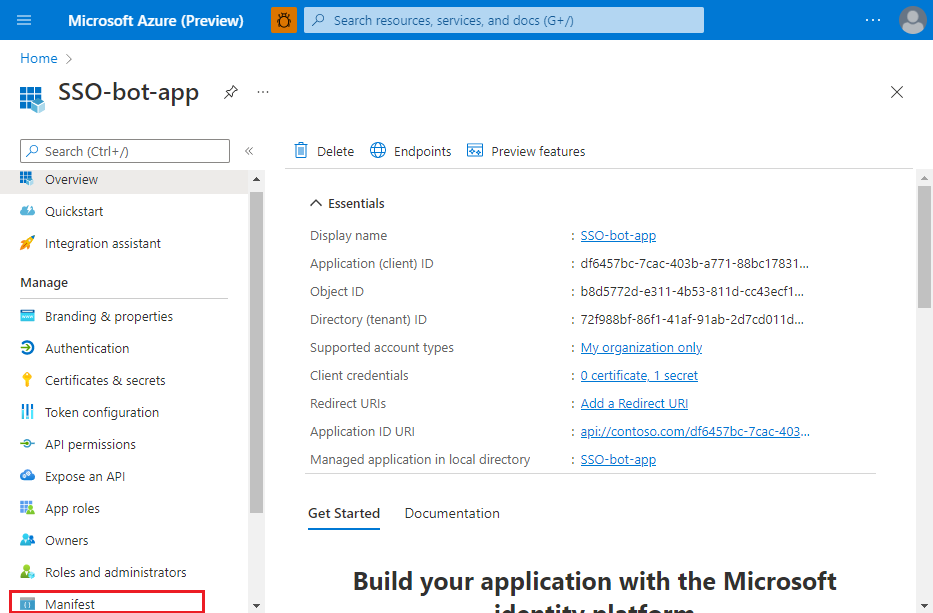 Microsoft Azure (Preview)
Search resources, services, and docs (G+/)
Home
SSO-bot-app
Search (Ctrl+/)
Overview
Quickstart
Integration assistant
Manage
Branding & properties
Authentication
Certificates & secrets
Token configuration
API permissions
Expose an API
App roles
Owners
Roles and administrators
Manifest
Delete
Endpoints
Preview features
Essentials
Display name : SSO-bot-app
Application (client) ID : df6457bc-7cac-403b-a771-88bc17831...
Object ID : b8d5772d-e311-4b53-811d-cc43ecf1...
Directory (tenant) ID : 72f988bf-86f1-41af-91ab-2d7cd011d...
Supported account types : My organization only
Client credentials : 0 certificate, 1 secret
Redirect URIs : Add a Redirect URI
Application ID URI : api://contoso.com/df6457bc-7cac-403...
Managed application in local directory : SSO-bot-app
Get Started
Documentation
Build your application with the Microsoft
identity platform